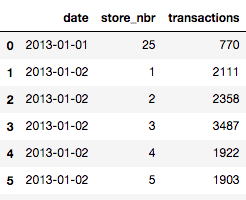 date store_nbr transactions
0 2013-01-01 25 770
1 2013-01-02 1 2111
2 2013-01-02 2 2358
3 2013-01-02 3 3487
4 2013-01-02 4 1922
5 2013-01-02 5 1903